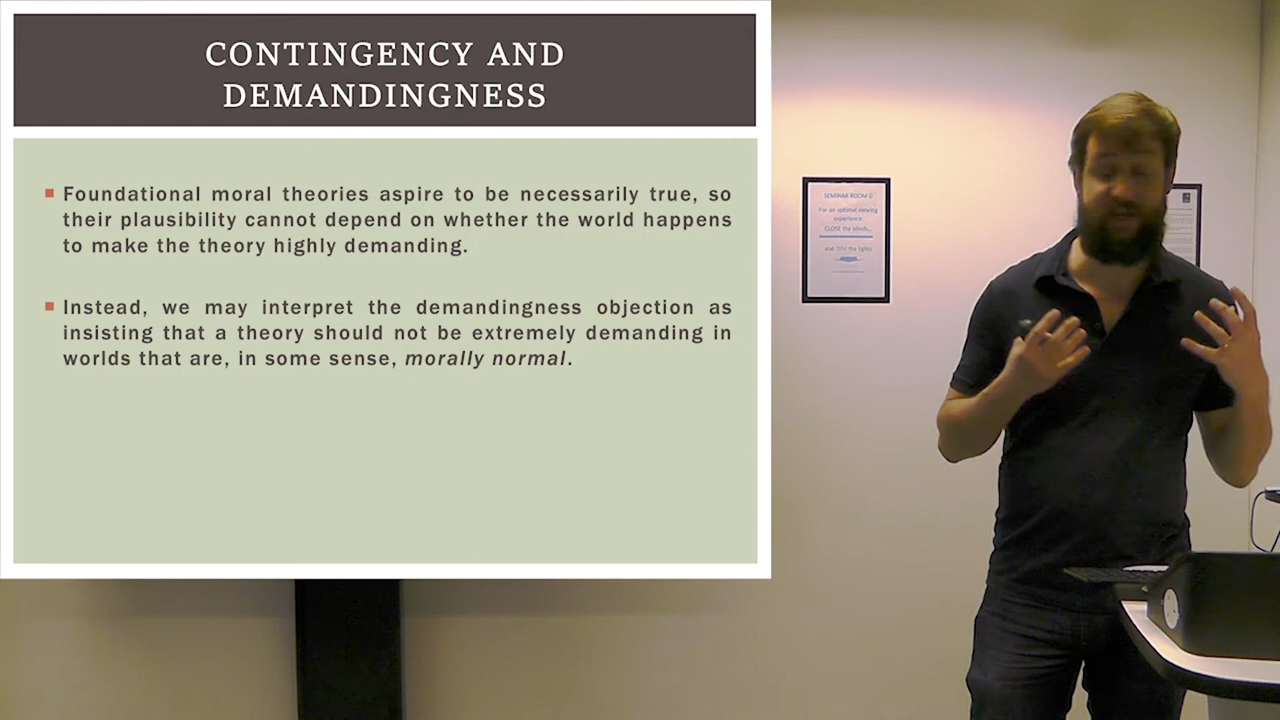 CONTINGENCY AND
DEMANDINGNESS
Foundational moral theories aspire to be necessarily true, so
their plausibility cannot depend on whether the world happens
to make the theory highly demanding.
Instead, we may interpret the demandingness objection as
insisting that a theory should not be extremely demanding in
worlds that are, in some sense, morally normal.
SEMINAR ROOM
For an optimal viewing
experience:
CLOSE the blinds...
and DIM the lights